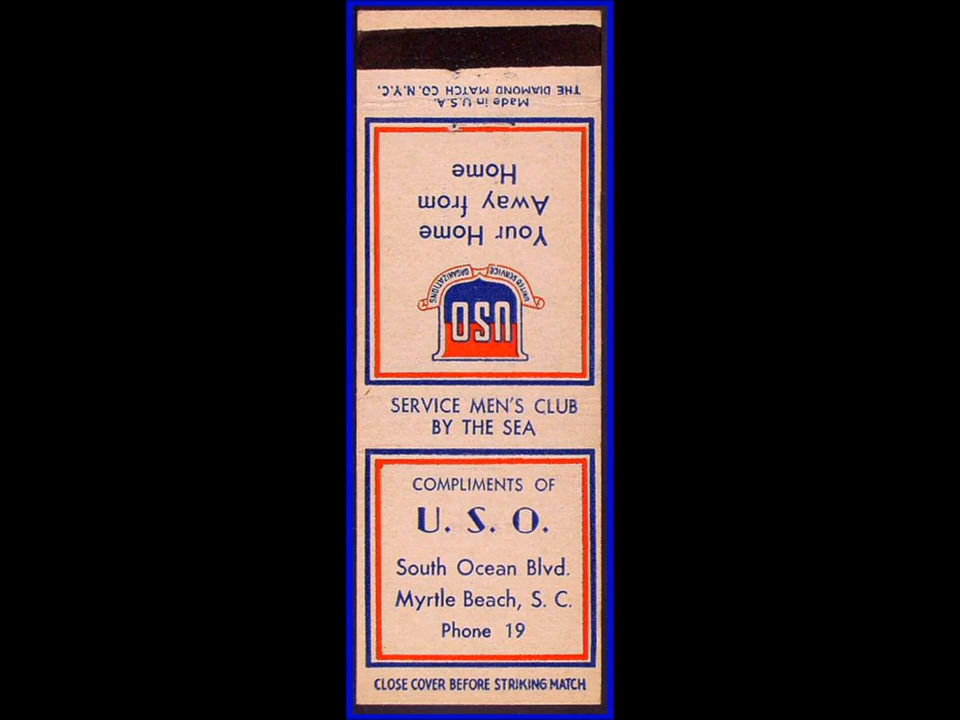 THE DIAMOND MATCH CO. N.Y.C.
Made in U.S.A.
Your Home
Away from
Home
UNITED SERVICE ORGANIZATIONS
USO
SERVICE MEN'S CLUB
BY THE SEA
COMPLIMENTS OF
U. S. O.
South Ocean Blvd.
Myrtle Beach, S. C.
Phone 19
CLOSE COVER BEFORE STRIKING MATCH